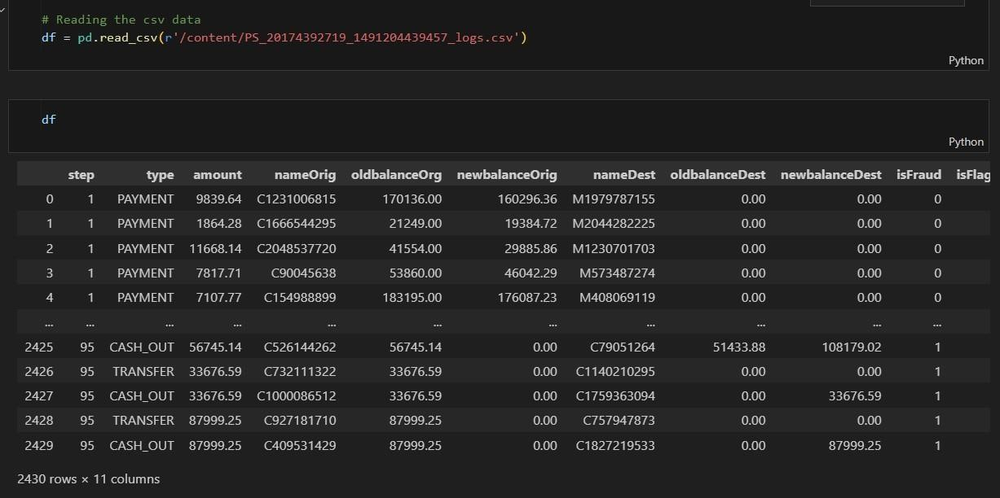 # Reading the csv data
df = pd.read_csv(r'/content/PS_20174392719_1491204439457_logs.csv')
Python
df
Python
step type amount nameOrig oldbalanceOrg newbalanceOrig nameDest oldbalanceDest newbalanceDest isFraud isFlag
0 1 PAYMENT 9839.64 C1231006815 170136.00 160296.36 M1979787155 0.00 0.00 0
1 1 PAYMENT 1864.28 C1666544295 21249.00 19384.72 M2044282225 0.00 0.00 0
2 1 PAYMENT 11668.14 C2048537720 41554.00 29885.86 M1230701703 0.00 0.00 0
3 1 PAYMENT 7817.71 C90045638 53860.00 46042.29 M573487274 0.00 0.00 0
4 1 PAYMENT 7107.77 C154988899 183195.00 176087.23 M408069119 0.00 0.00 0
... ... ... ... ... ... ... ... ... ... ...
2425 95 CASH_OUT 56745.14 C526144262 56745.14 0.00 C79051264 51433.88 108179.02 1
2426 95 TRANSFER 33676.59 C732111322 33676.59 0.00 C1140210295 0.00 0.00 1
2427 95 CASH_OUT 33676.59 C1000086512 33676.59 0.00 C1759363094 0.00 33676.59 1
2428 95 TRANSFER 87999.25 C927181710 87999.25 0.00 C757947873 0.00 0.00 1
2429 95 CASH_OUT 87999.25 C409531429 87999.25 0.00 C1827219533 0.00 87999.25 1
2430 rows × 11 columns